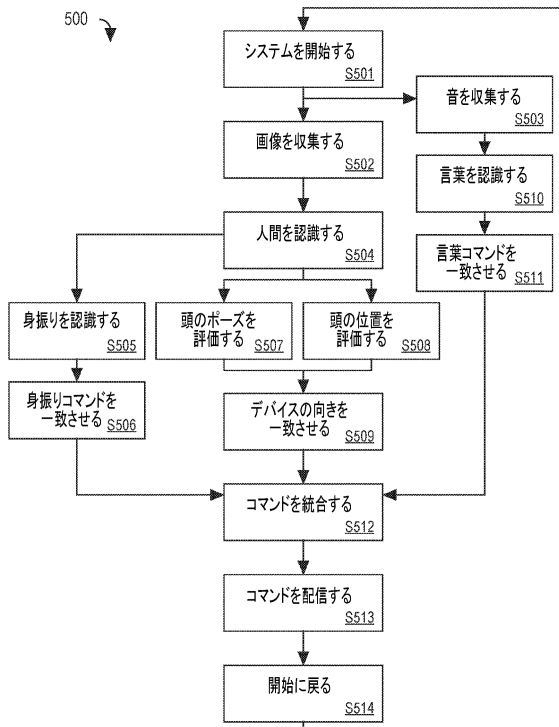 500
システムを開始する
S501
音を収集する
S503
画像を収集する
S502
言葉を認識する
S510
人間を認識する
S504
言葉コマンドを
一致させる
S511
身振りを認識する
S505
頭のポーズを
評価する
S507
頭の位置を
評価する
S508
身振りコマンドを
一致させる
S506
デバイスの向きを
一致させる
S509
コマンドを統合する
S512
コマンドを配信する
S513
開始に戻る
S514